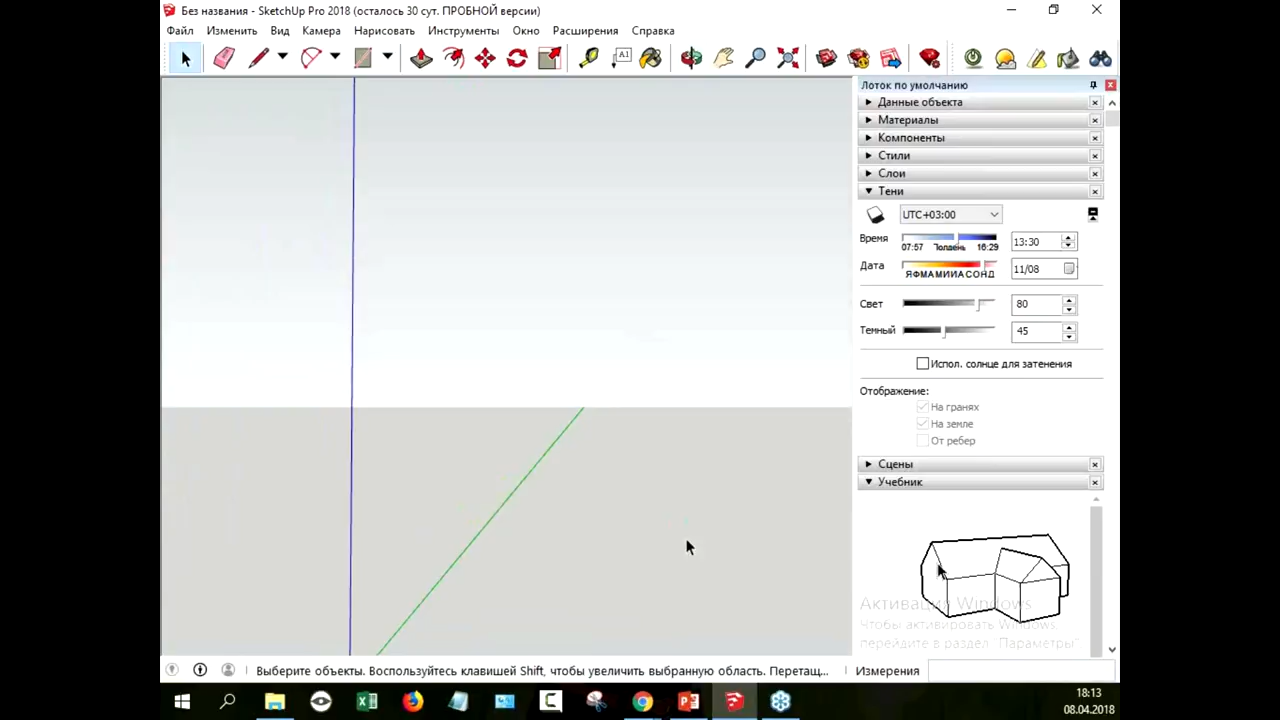 Без названия - SketchUp Pro 2018 (осталось 30 сут. ПРОБНОЙ версии)
Файл Изменить Вид Камера Нарисовать Инструменты Окно Расширения Справка
A1
Лоток по умолчанию
Данные объекта
Материалы
Компоненты
Стили
Слои
Тени
UTC+03:00
Время 13:30
07:57 Полдень 16:29
Дата 11/08
ЯФМАМИИАСОНД
Свет 80
Темный 45
Испол. солнце для затенения
Отображение:
На гранях
На земле
От ребер
Сцены
Учебник
Активация Windows
Чтобы активировать Windows,
перейдите в раздел "Параметры"
Выберите объекты. Воспользуйтесь клавишей Shift, чтобы увеличить выбранную область. Перетащ... Измерения
18:13
08.04.2018